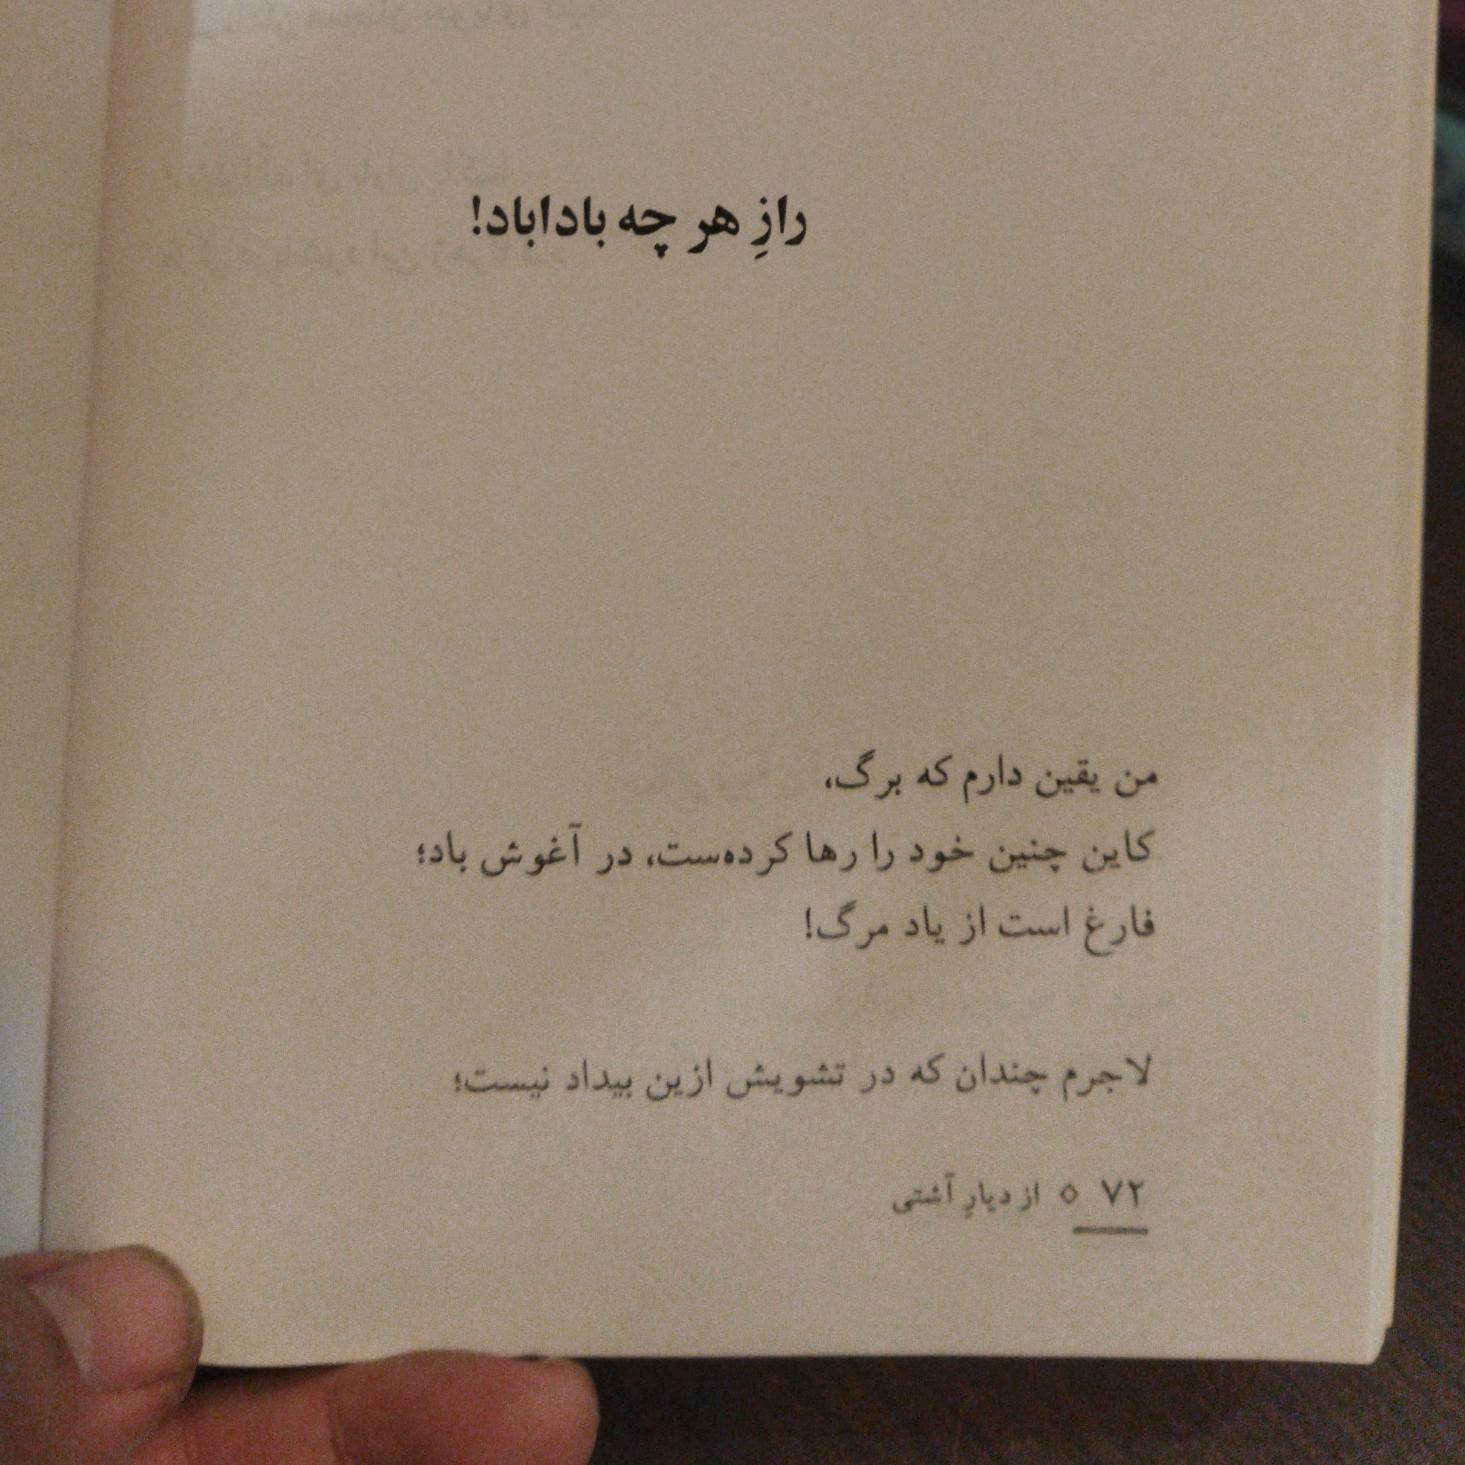 رازِ هر چه باداباد!
من یقین دارم که برگ،
کاین چنین خود را رها کرده‌ست، در آغوش باد؛
فارغ است از یاد مرگ!
لاجرم چندان که در تشویش ازین بیداد نیست؛
۷۲ ○ از دیارِ آشتی